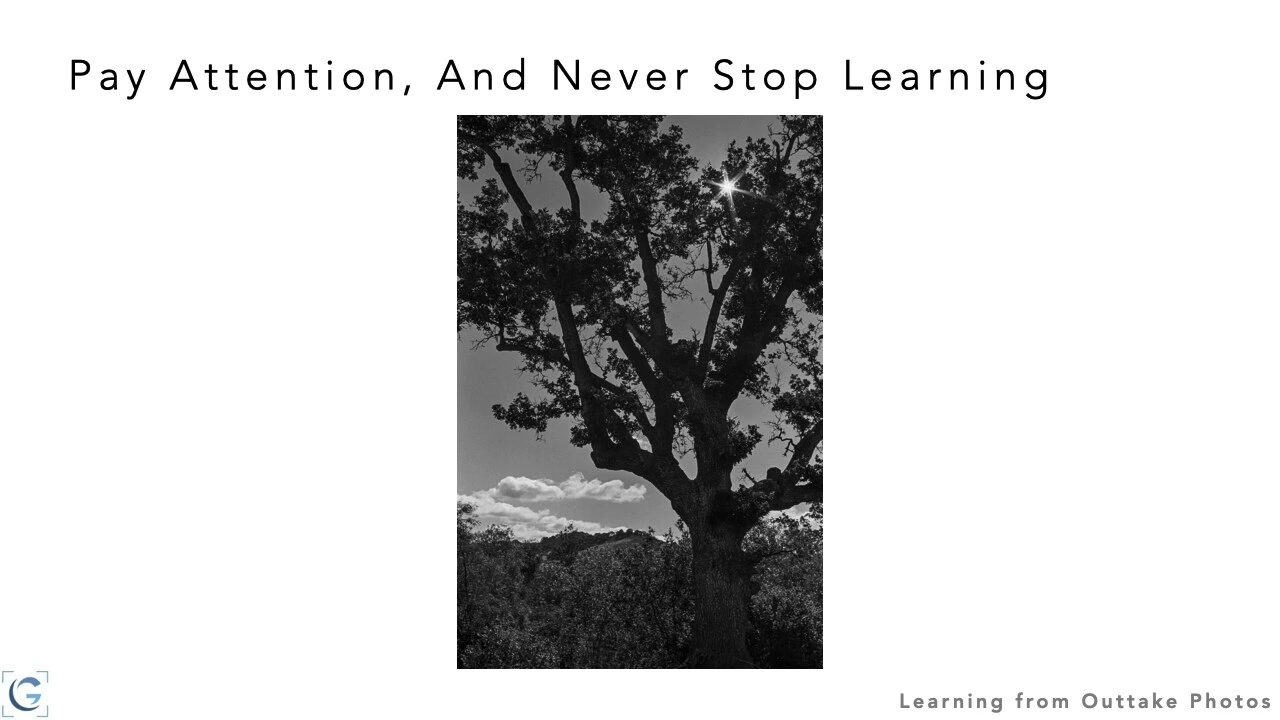 Pay Attention, And Never Stop Learning
G
Learning from Outtake Photos